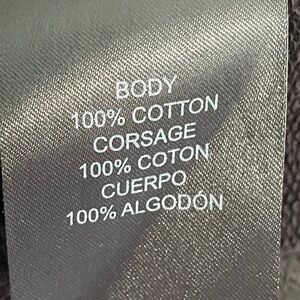 BODY
100% COTTON
CORSAGE
100% COTON
CUERPO
100% ALGODÓN